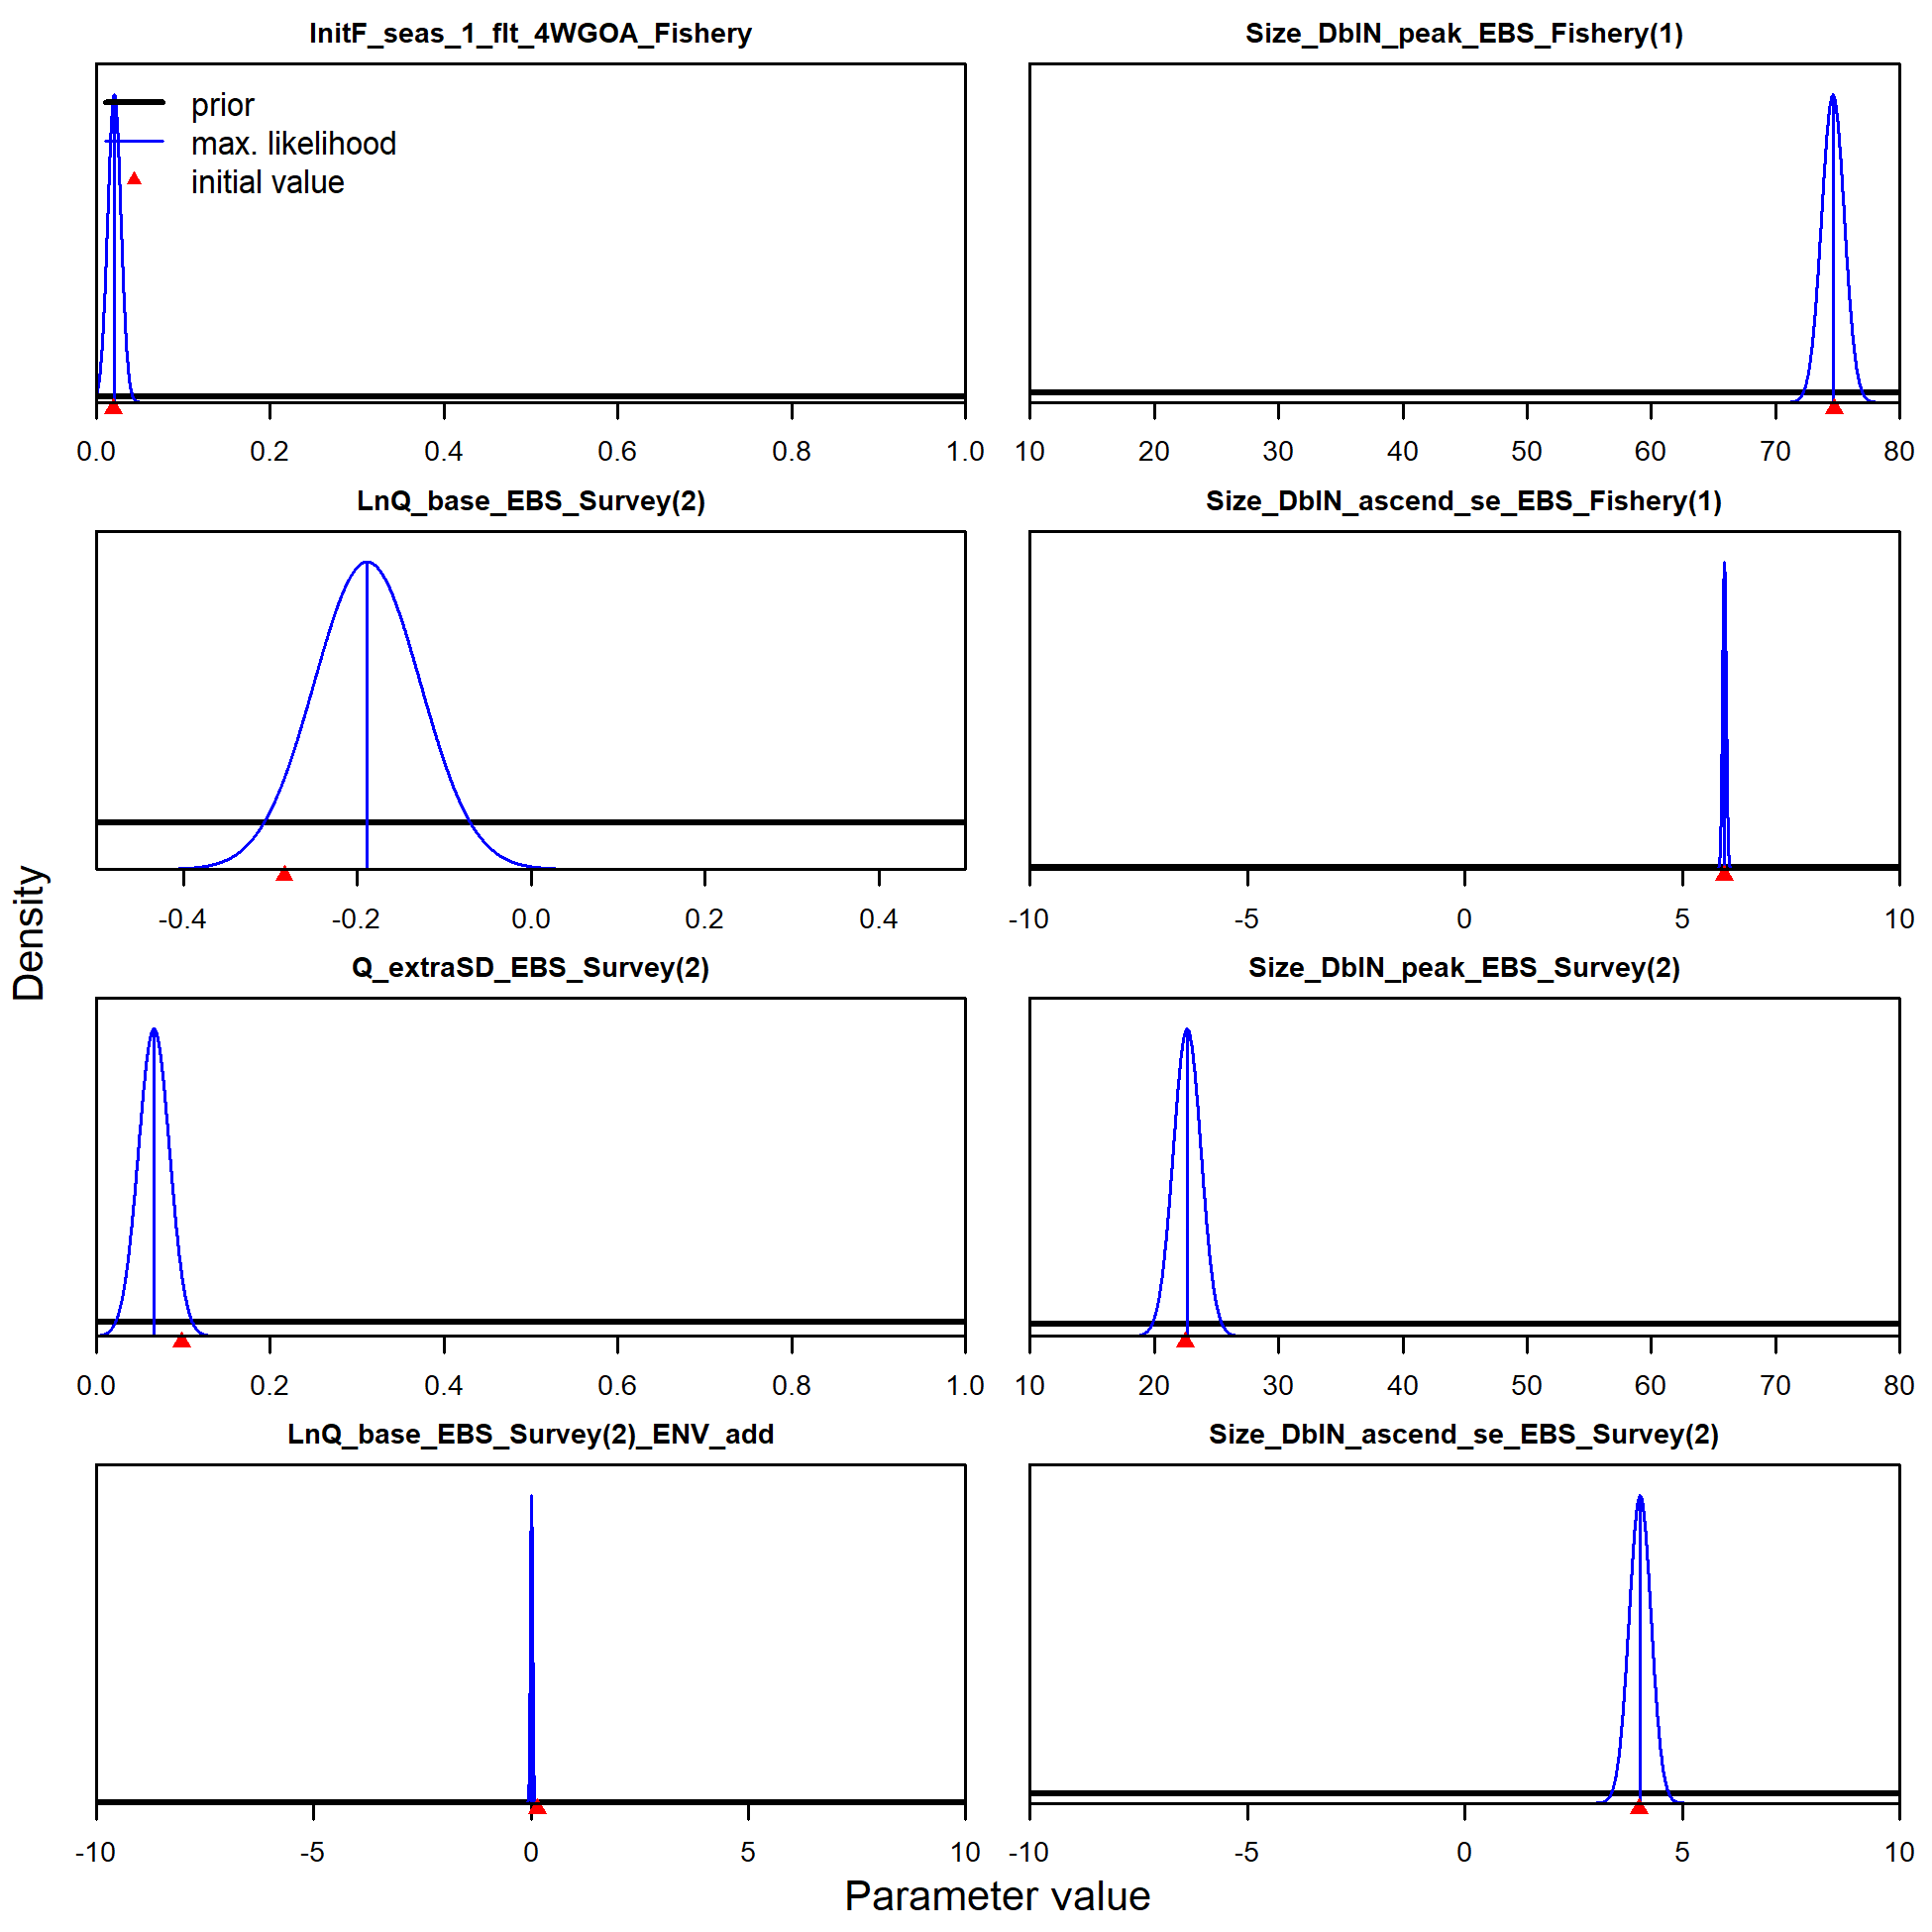 InitF_seas_1_flt_4WGOA_Fishery
prior
max. likelihood
initial value
0.0 0.2 0.4 0.6 0.8 1.0
Size_DblN_peak_EBS_Fishery(1)
10 20 30 40 50 60 70 80
LnQ_base_EBS_Survey(2)
-0.4 -0.2 0.0 0.2 0.4
Size_DblN_ascend_se_EBS_Fishery(1)
-10 -5 0 5 10
Q_extraSD_EBS_Survey(2)
0.0 0.2 0.4 0.6 0.8 1.0
Size_DblN_peak_EBS_Survey(2)
10 20 30 40 50 60 70 80
LnQ_base_EBS_Survey(2)_ENV_add
-10 -5 0 5 10
Size_DblN_ascend_se_EBS_Survey(2)
-10 -5 0 5 10
Density
Parameter value